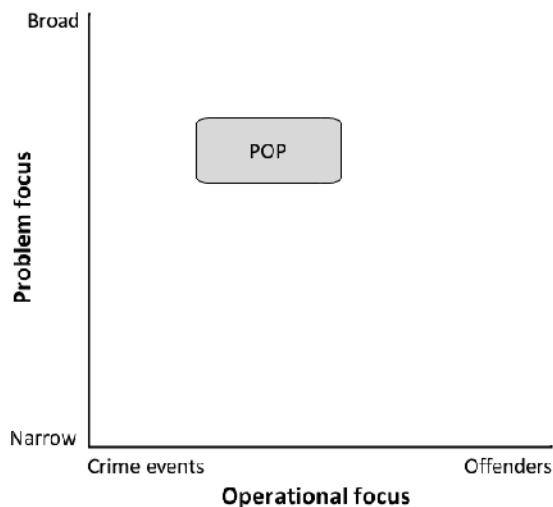 Broad
POP
Problem focus
Narrow
Crime events
Offenders
Operational focus